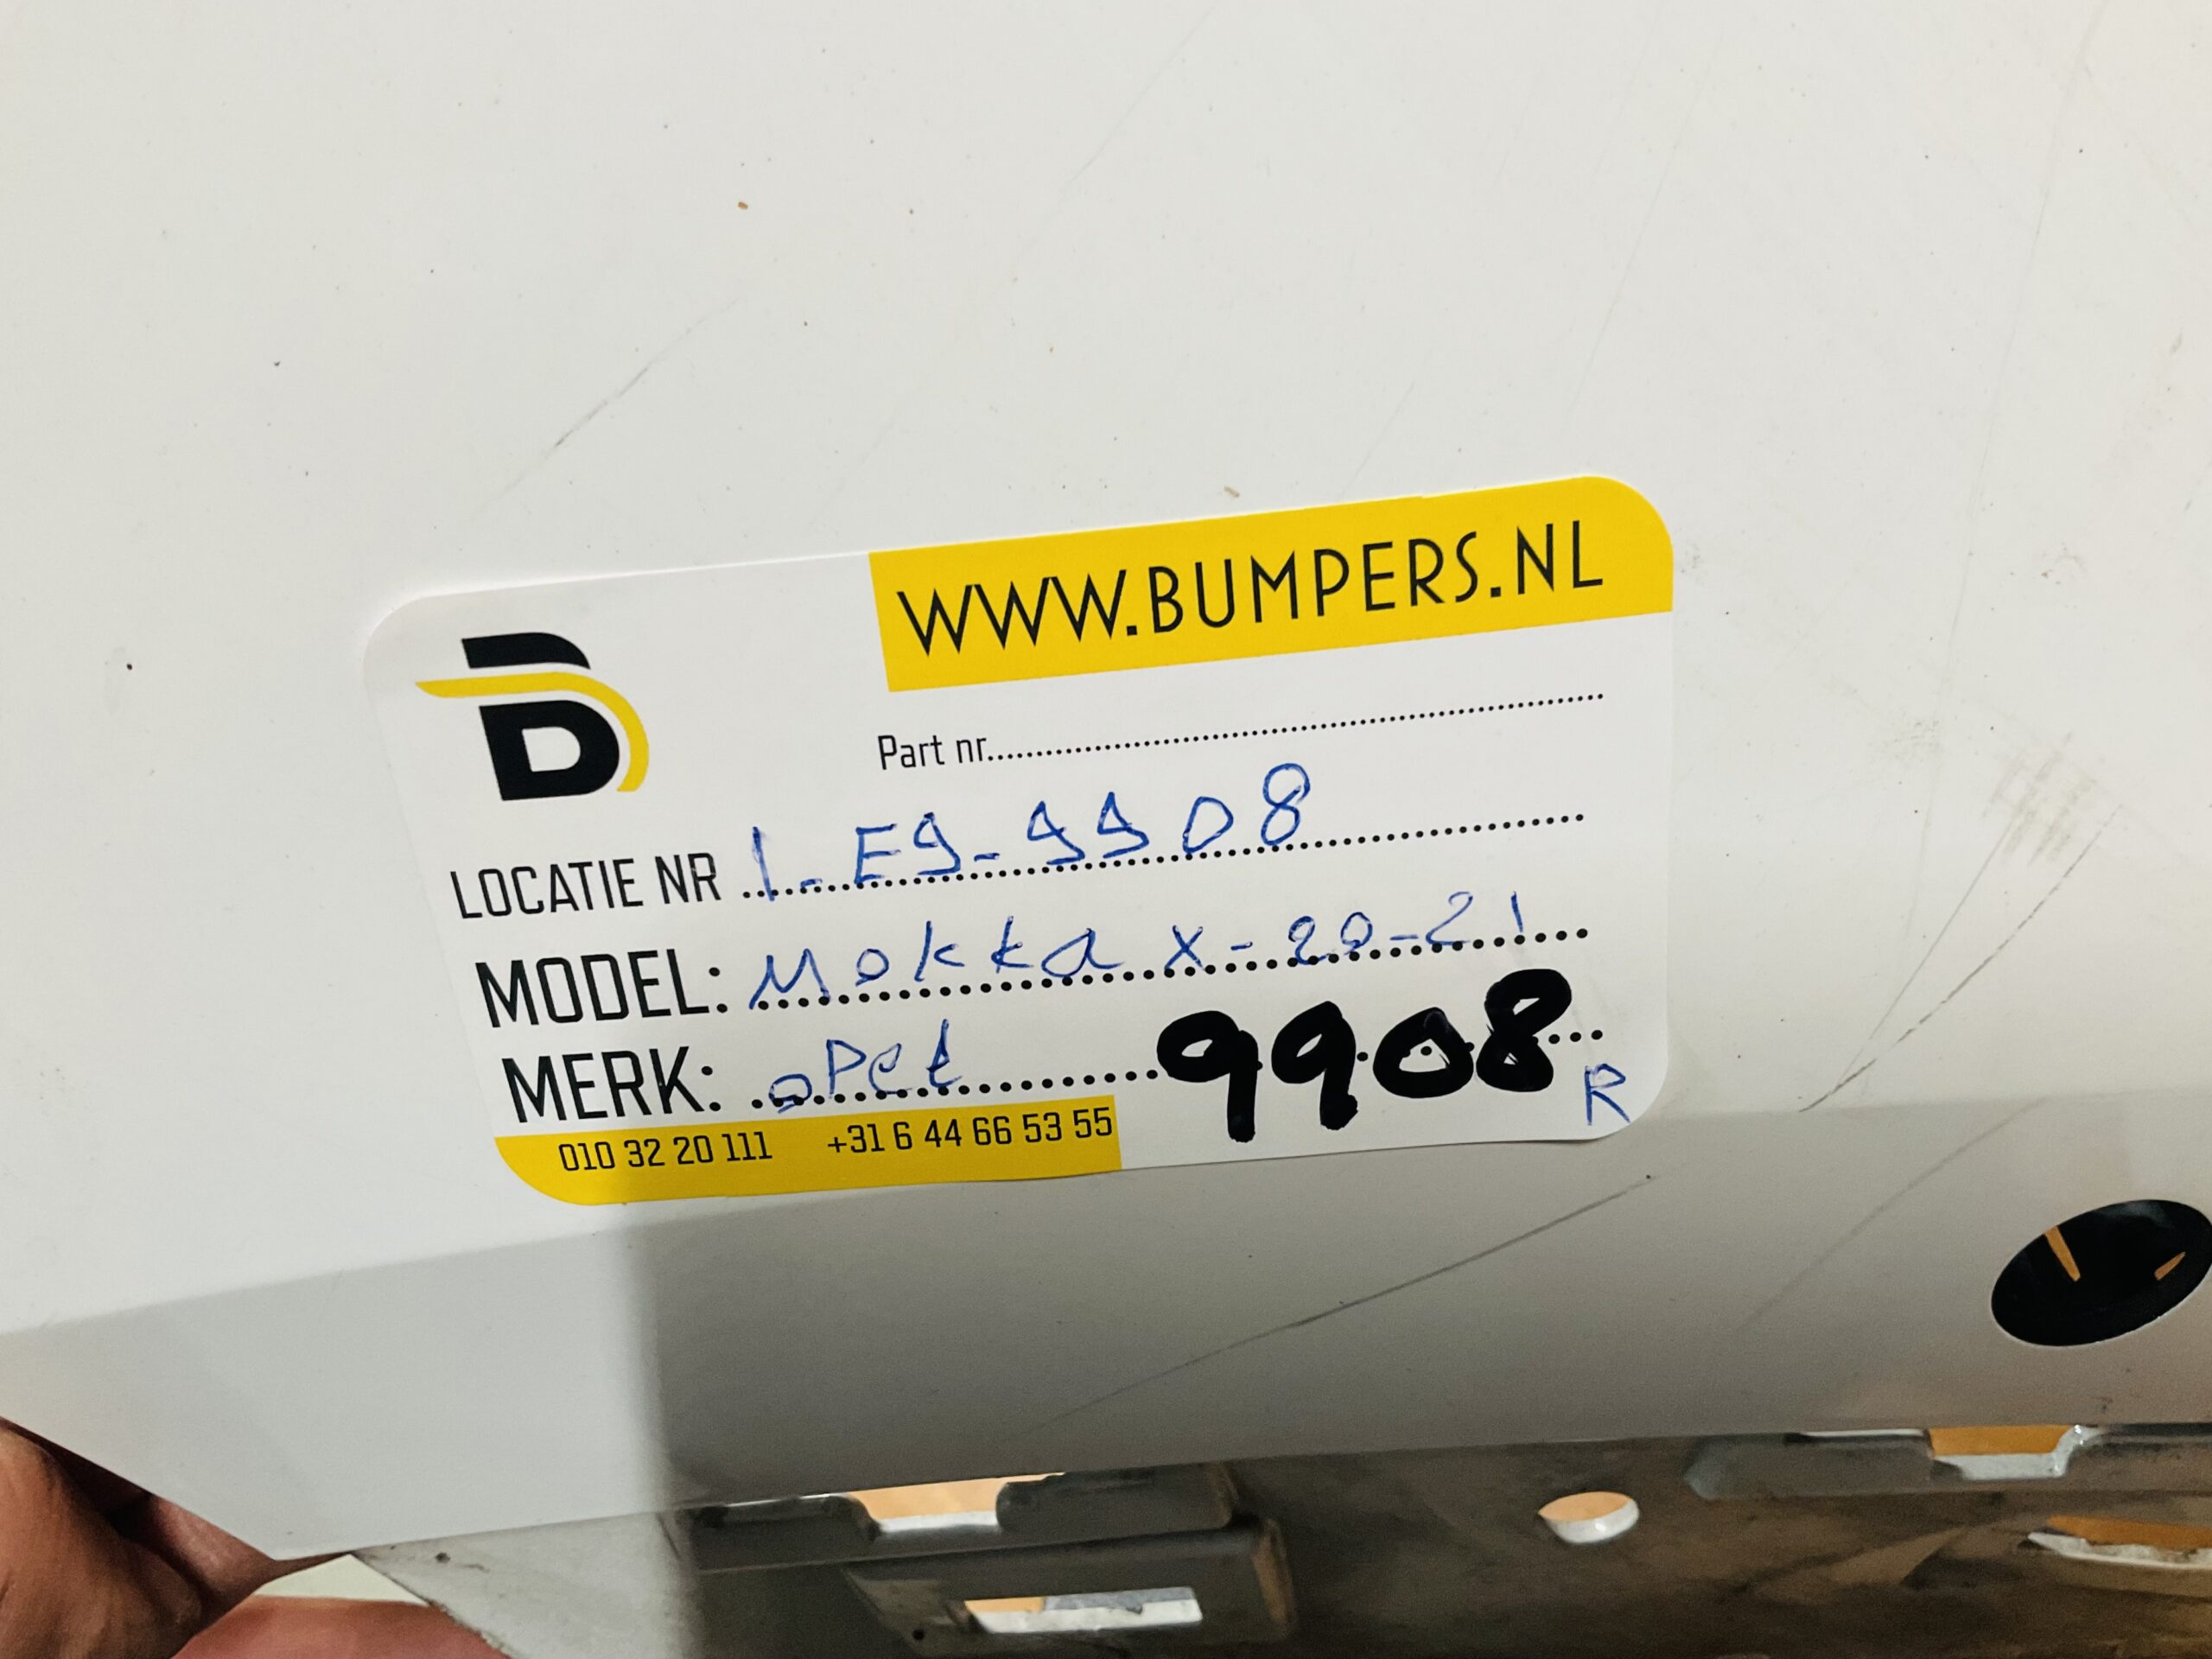 WWW.BUMPERS.NL
B
Part nr..........
LOCATIE NR 1-E9-9908
MODEL: Mokka X-20-21
MERK: oPel 9908
R
010 32 20 111 +31 6 44 66 53 55